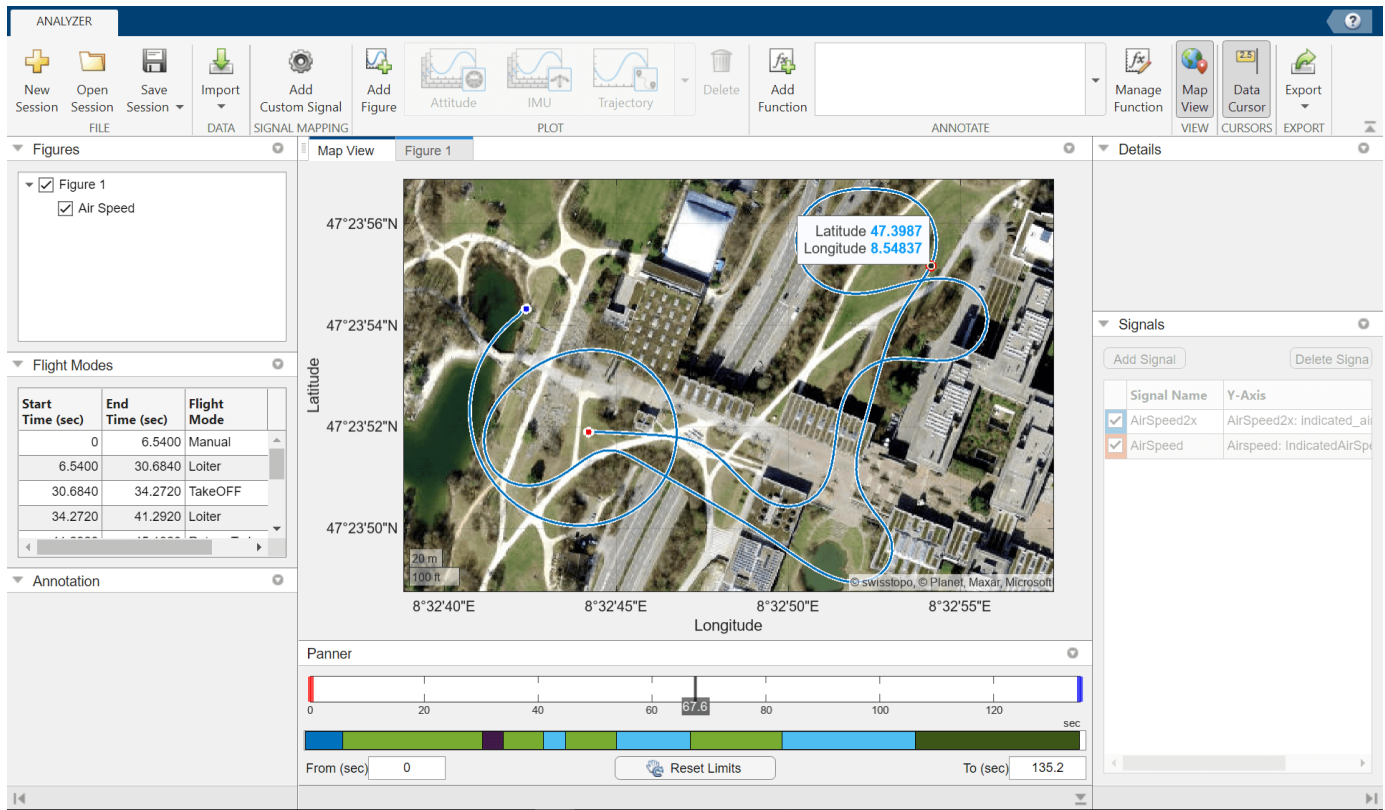 ANALYZER
?
New Session
Open Session
Save Session
Import
Add Custom Signal
Add Figure
Attitude
IMU
Trajectory
Delete
Add Function
Manage Function
Map View
2.5
Data Cursor
Export
FILE
DATA
SIGNAL MAPPING
PLOT
ANNOTATE
VIEW
CURSORS
EXPORT
Figures
Figure 1
Air Speed
Flight Modes
Start Time (sec) End Time (sec) Flight Mode
0 6.5400 Manual
6.5400 30.6840 Loiter
30.6840 34.2720 TakeOFF
34.2720 41.2920 Loiter
Annotation
Map View
Figure 1
Latitude 47.3987
Longitude 8.54837
47°23'56"N
47°23'54"N
47°23'52"N
47°23'50"N
Latitude
20 m
100 ft
© swisstopo, © Planet, Maxar, Microsoft
8°32'40"E
8°32'45"E
8°32'50"E
8°32'55"E
Longitude
Panner
0 20 40 60 67.6 80 100 120
sec
From (sec) 0
Reset Limits
To (sec) 135.2
Details
Signals
Add Signal
Delete Signa
Signal Name Y-Axis
AirSpeed2x AirSpeed2x: indicated_ai
AirSpeed Airspeed: IndicatedAirSpe